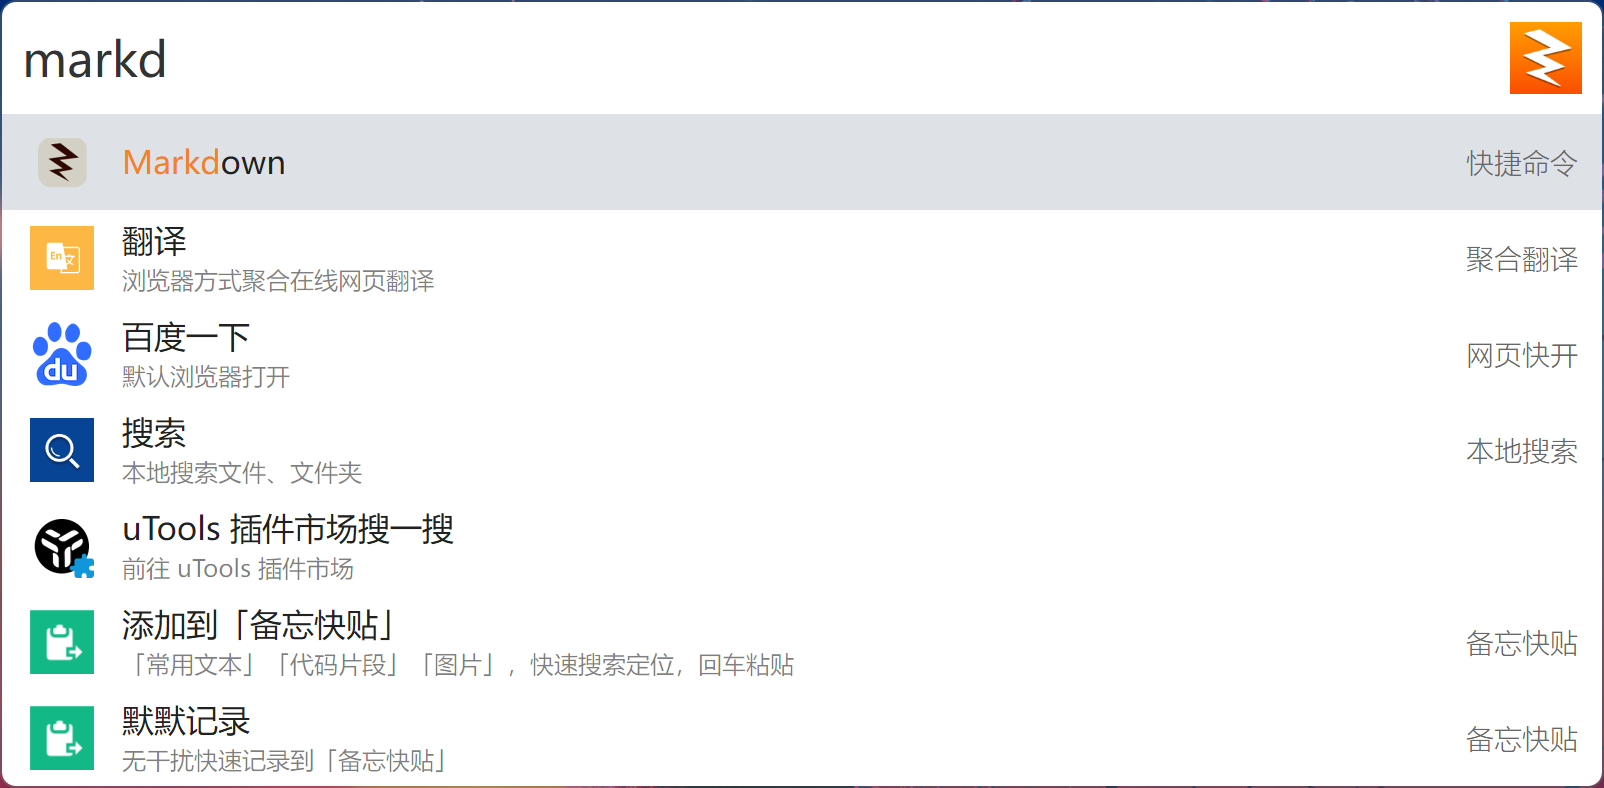 markd
Markdown 快捷命令
En 文
翻译
浏览器方式聚合在线网页翻译
聚合翻译
du
百度一下
默认浏览器打开
网页快开
搜索
本地搜索文件、文件夹
本地搜索
uTools 插件市场搜一搜
前往 uTools 插件市场
添加到「备忘快贴」
「常用文本」「代码片段」「图片」，快速搜索定位，回车粘贴
备忘快贴
默默记录
无干扰快速记录到「备忘快贴」
备忘快贴